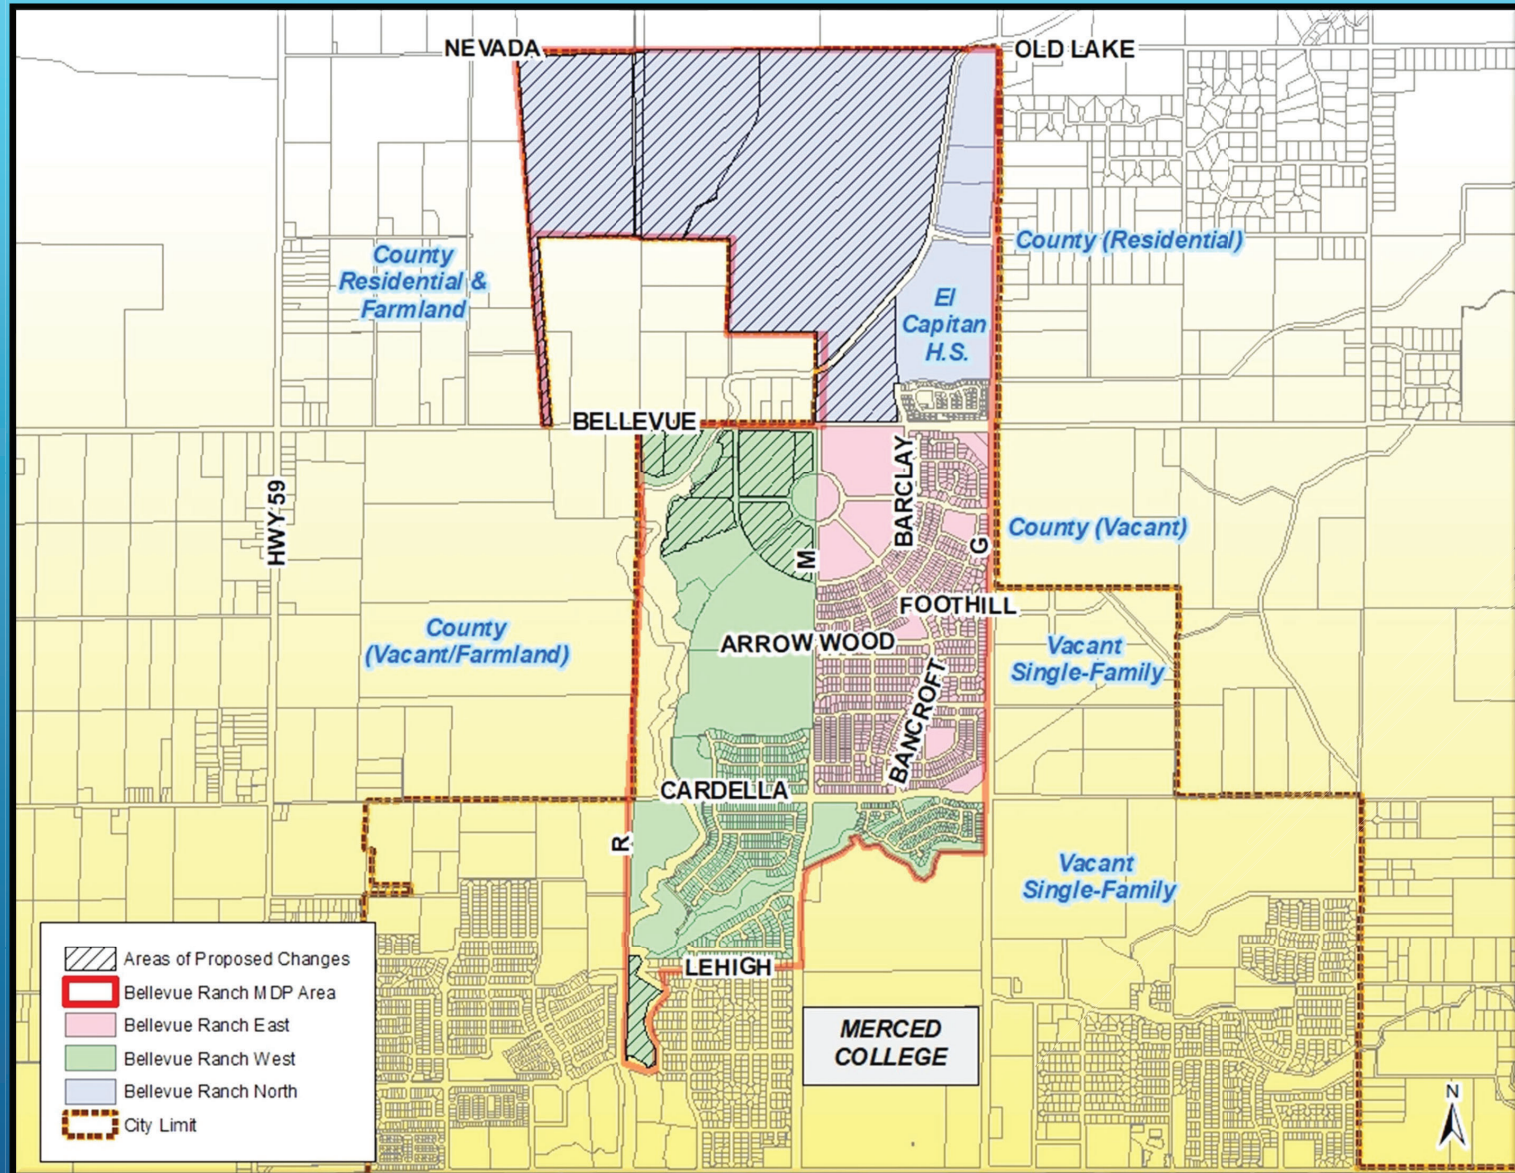 NEVADA
OLD LAKE
County
Residential &
Farmland
County (Residential)
El
Capitan
H.S.
BELLEVUE
BARCLAY
HWY 59
G
County (Vacant)
M
FOOTHILL
County
(Vacant/Farmland)
ARROW WOOD
Vacant
Single-Family
BANCROFT
CARDELLA
R
Vacant
Single-Family
Areas of Proposed Changes
Bellevue Ranch MDP Area
Bellevue Ranch East
Bellevue Ranch West
Bellevue Ranch North
City Limit
LEHIGH
MERCED
COLLEGE
N